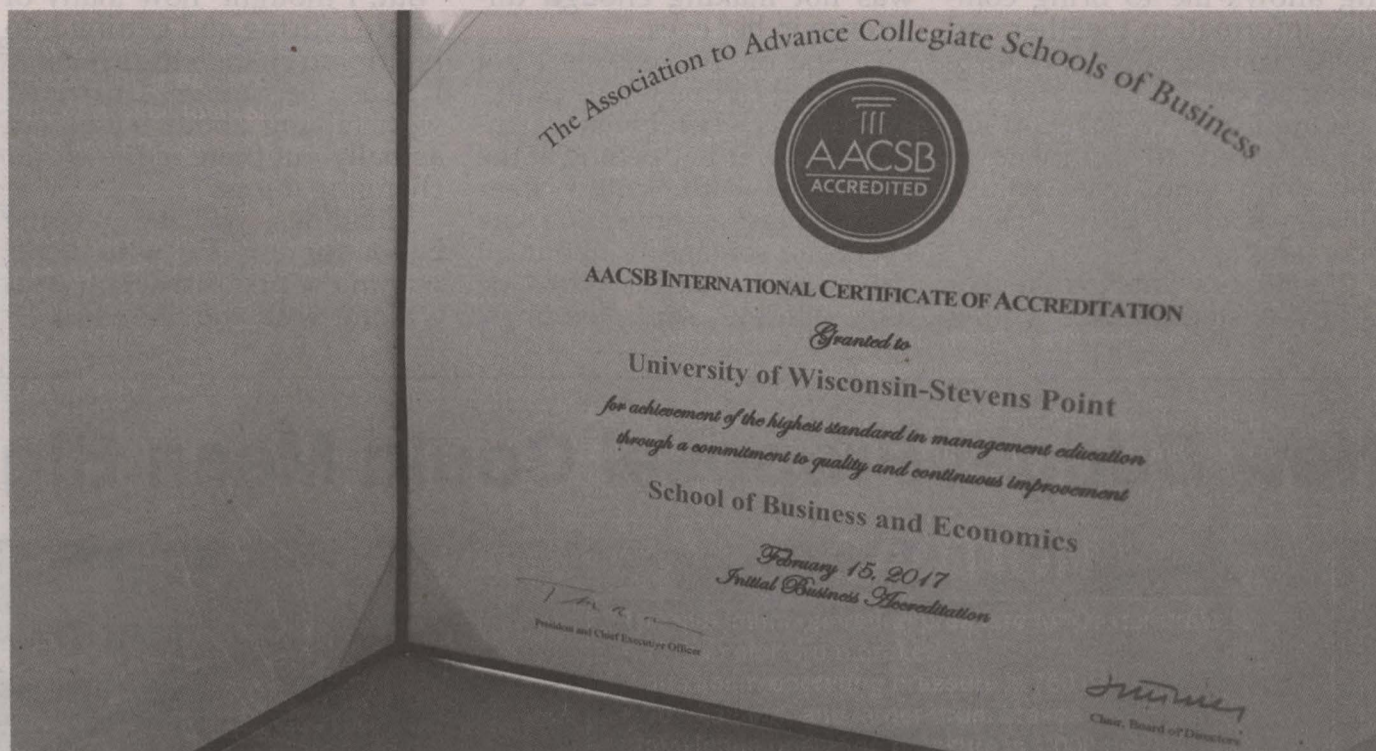 The Association to Advance Collegiate Schools of Business
AACSB
ACCREDITED
AACSB INTERNATIONAL CERTIFICATE OF ACCREDITATION
Granted to
University of Wisconsin-Stevens Point
for achievement of the highest standard in management education
through a commitment to quality and continuous improvement
School of Business and Economics
February 15, 2017
Initial Business Accreditation
President and Chief Executive Officer
Chair, Board of Directors